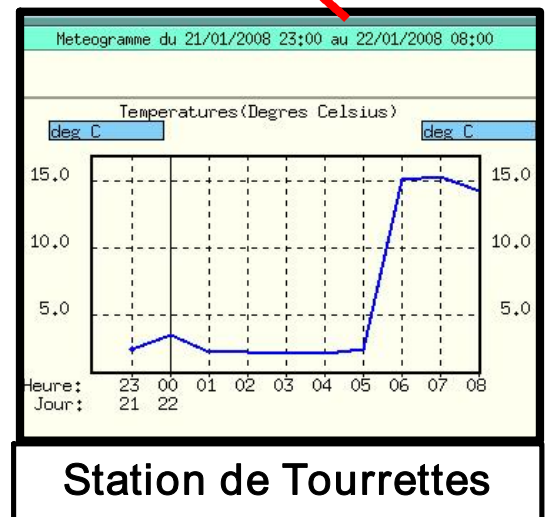 Meteogramme du 21/01/2008 23:00 au 22/01/2008 08:00
Temperatures(Degres Celsius)
deg C deg C
15.0 15.0
10.0 10.0
5.0 5.0
Heure: 23 00 01 02 03 04 05 06 07 08
Jour: 21 22
Station de Tourrettes